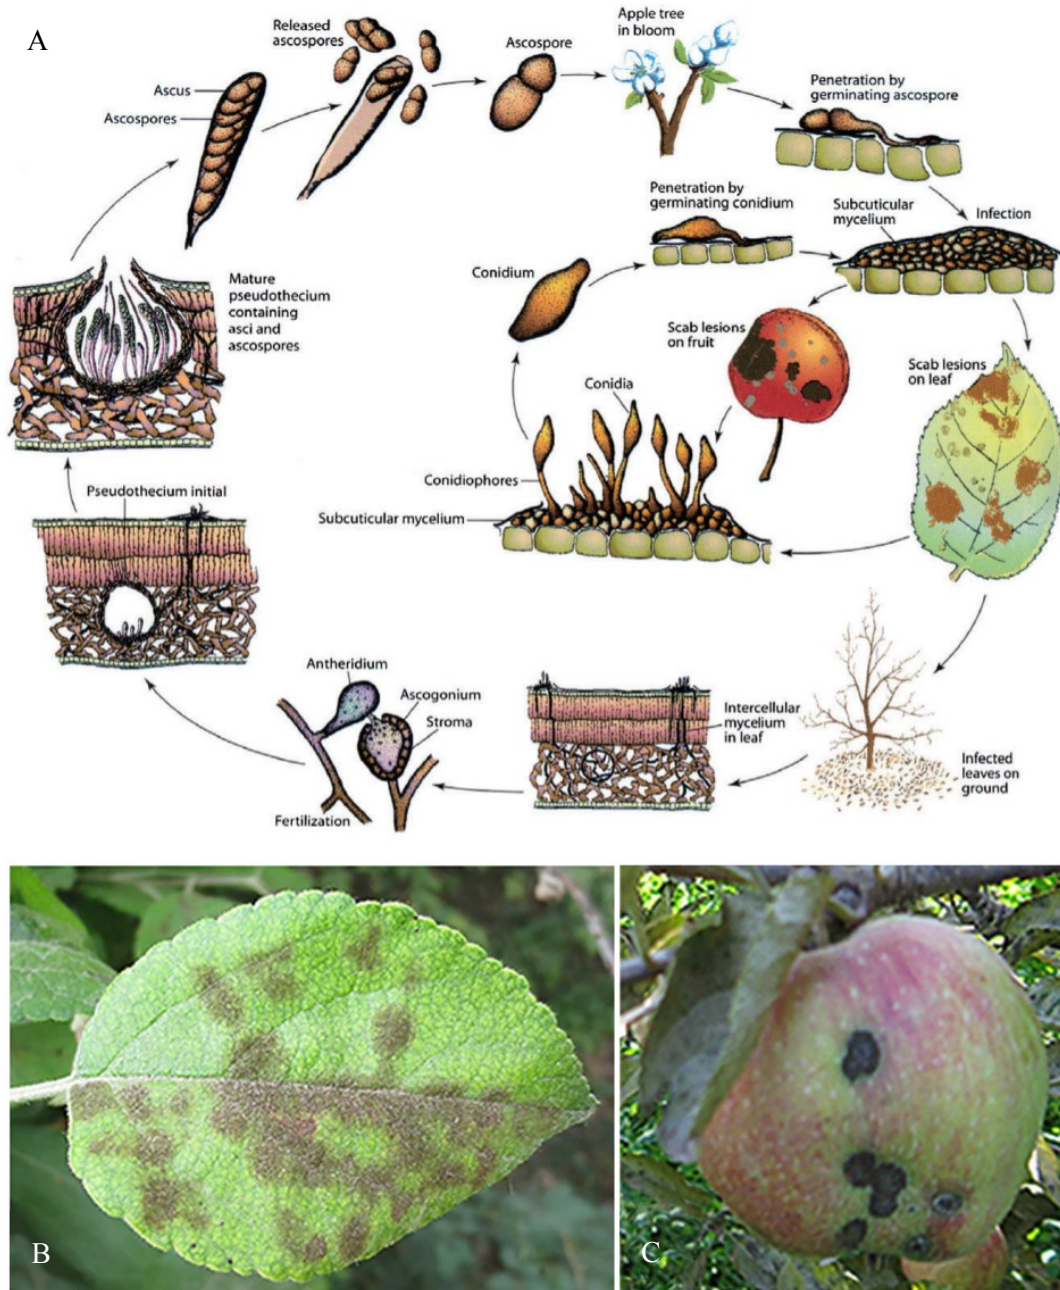 A
Released
ascospores
Ascospore
Apple tree
in bloom
Ascus
Ascospores
Penetration by
germinating ascospore
Penetration by
germinating conidium
Subcuticular
mycelium
Infection
Conidium
Mature
pseudothecium
containing
asci and
ascospores
Scab lesions
on fruit
Scab lesions
on leaf
Conidia
Conidiophores
Subcuticular mycelium
Pseudothecium initial
Antheridium
Ascogonium
Stroma
Fertilization
Intercellular
mycelium
in leaf
Infected
leaves on
ground
B
C